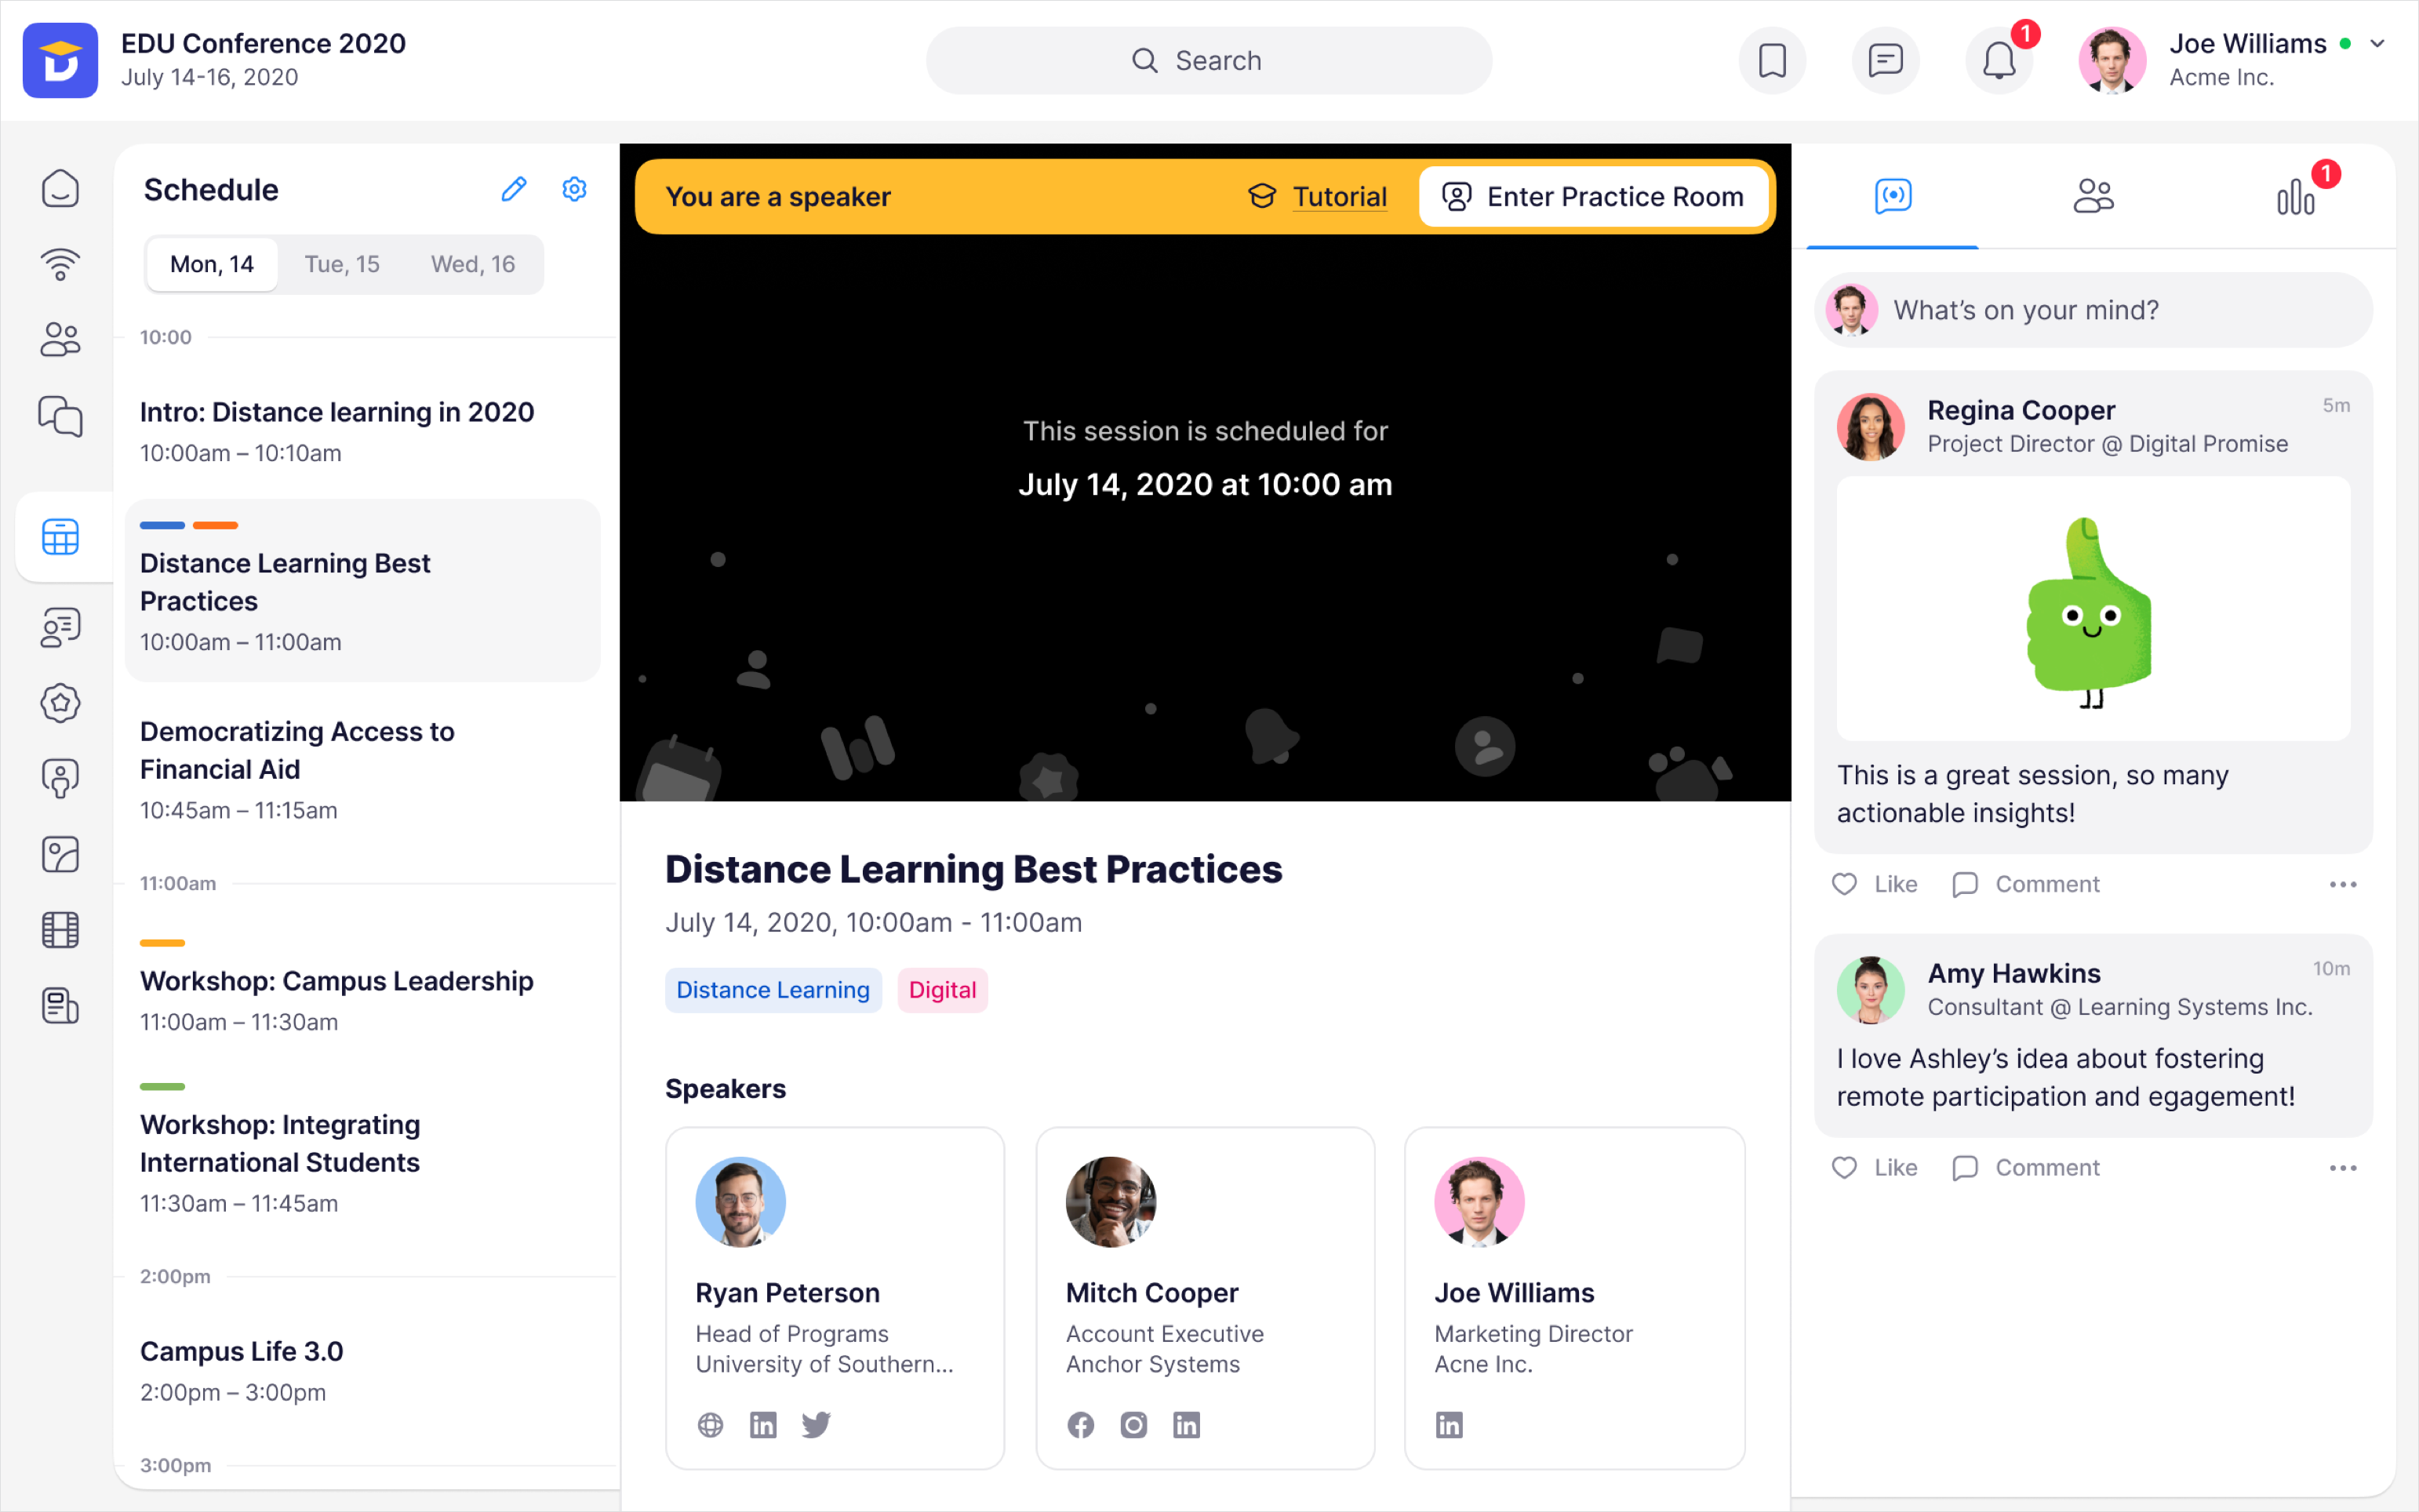 EDU Conference 2020
July 14-16, 2020
Search
1
Joe Williams
Acme Inc.
Schedule
Mon, 14
Tue, 15
Wed, 16
10:00
Intro: Distance learning in 2020
10:00am – 10:10am
Distance Learning Best
Practices
10:00am – 11:00am
Democratizing Access to
Financial Aid
10:45am – 11:15am
11:00am
Workshop: Campus Leadership
11:00am – 11:30am
Workshop: Integrating
International Students
11:30am – 11:45am
2:00pm
Campus Life 3.0
2:00pm – 3:00pm
3:00pm
You are a speaker
Tutorial
Enter Practice Room
This session is scheduled for
July 14, 2020 at 10:00 am
Distance Learning Best Practices
July 14, 2020, 10:00am - 11:00am
Distance Learning
Digital
Speakers
Ryan Peterson
Head of Programs
University of Southern...
Mitch Cooper
Account Executive
Anchor Systems
Joe Williams
Marketing Director
Acne Inc.
1
What’s on your mind?
Regina Cooper
5m
Project Director @ Digital Promise
This is a great session, so many
actionable insights!
Like
Comment
Amy Hawkins
10m
Consultant @ Learning Systems Inc.
I love Ashley’s idea about fostering
remote participation and egagement!
Like
Comment